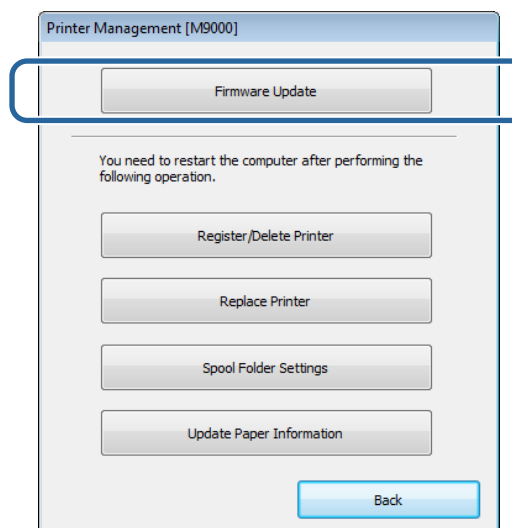 Printer Management [M9000]
Firmware Update
You need to restart the computer after performing the
following operation.
Register/Delete Printer
Replace Printer
Spool Folder Settings
Update Paper Information
Back